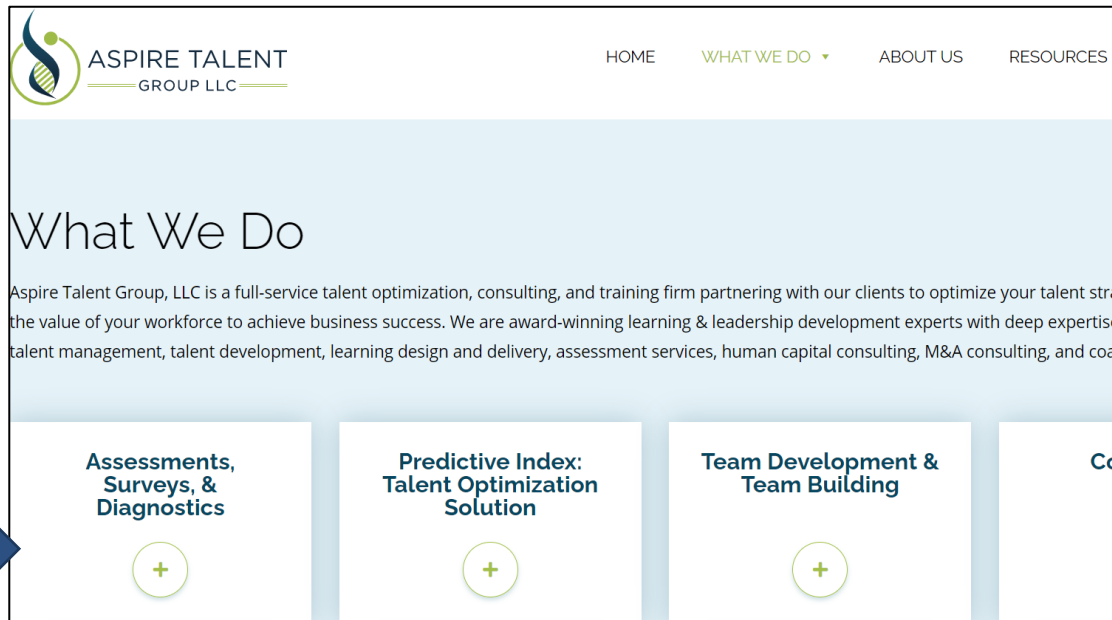 ASPIRE TALENT
GROUP LLC
HOME WHAT WE DO ABOUT US RESOURCES
What We Do
Aspire Talent Group, LLC is a full-service talent optimization, consulting, and training firm partnering with our clients to optimize your talent
the value of your workforce to achieve business success. We are award-winning learning & leadership development experts with deep
talent management, talent development, learning design and delivery, assessment services, human capital consulting, M&A consulting, and
Assessments,
Surveys, &
Diagnostics
+
Predictive Index:
Talent Optimization
Solution
+
Team Development &
Team Building
+